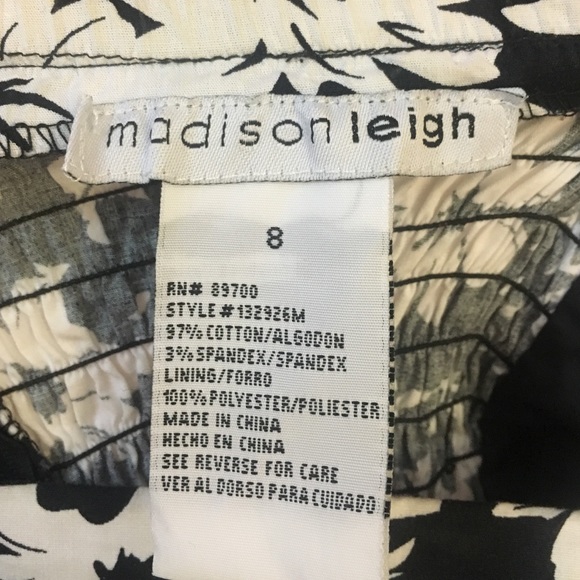 madison leigh
8
RN# 89700
STYLE#132926M
97% COTTON/ALGODON
3% SPANDEX/SPANDEX
LINING/FORRO
100% POLYESTER/POLIESTER
MADE IN CHINA
HECHO EN CHINA
SEE REVERSE FOR CARE
VER AL DORSO PARA CUIDADO